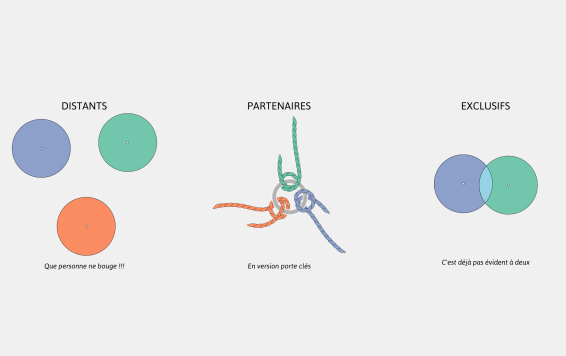 DISTANTS
Que personne ne bouge !!!
PARTENAIRES
En version porte clés
EXCLUSIFS
C'est déjà pas évident à deux